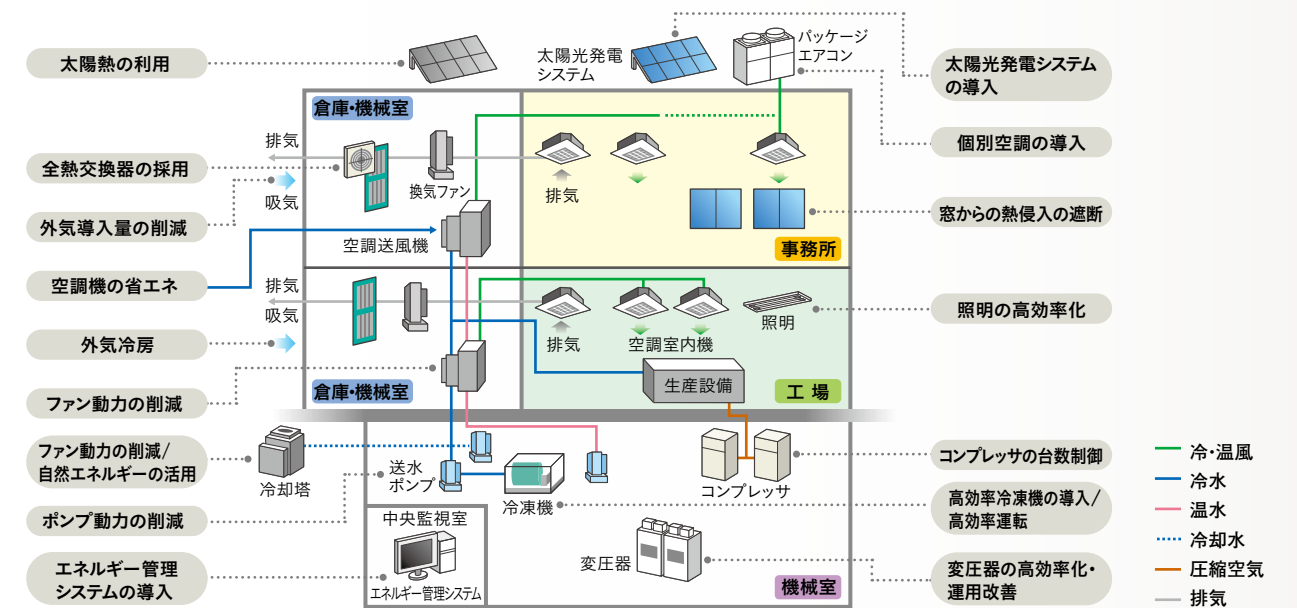 太陽熱の利用
全熱交換器の採用
外気導入量の削減
空調機の省エネ
外気冷房
ファン動力の削減
ファン動力の削減/
自然エネルギーの活用
ポンプ動力の削減
エネルギー管理
システムの導入
太陽光発電
システム
パッケージ
エアコン
倉庫・機械室
排気
吸気
換気ファン
空調送風機
排気
事務所
排気
吸気
倉庫・機械室
排気
空調室内機
照明
生産設備
工場
冷却塔
送水
ポンプ
冷凍機
コンプレッサ
中央監視室
エネルギー管理システム
変圧器
機械室
太陽光発電システム
の導入
個別空調の導入
窓からの熱侵入の遮断
照明の高効率化
コンプレッサの台数制御
高効率冷凍機の導入/
高効率運転
変圧器の高効率化・
運用改善
冷・温風
冷水
温水
冷却水
圧縮空気
排気